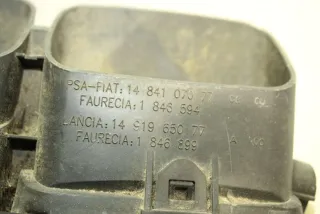 PSA-FIAT: 14 841 070 77
FAURECIA: 1 846 594
LANCIA: 14 919 650 77
FAURECIA: 1 846 899